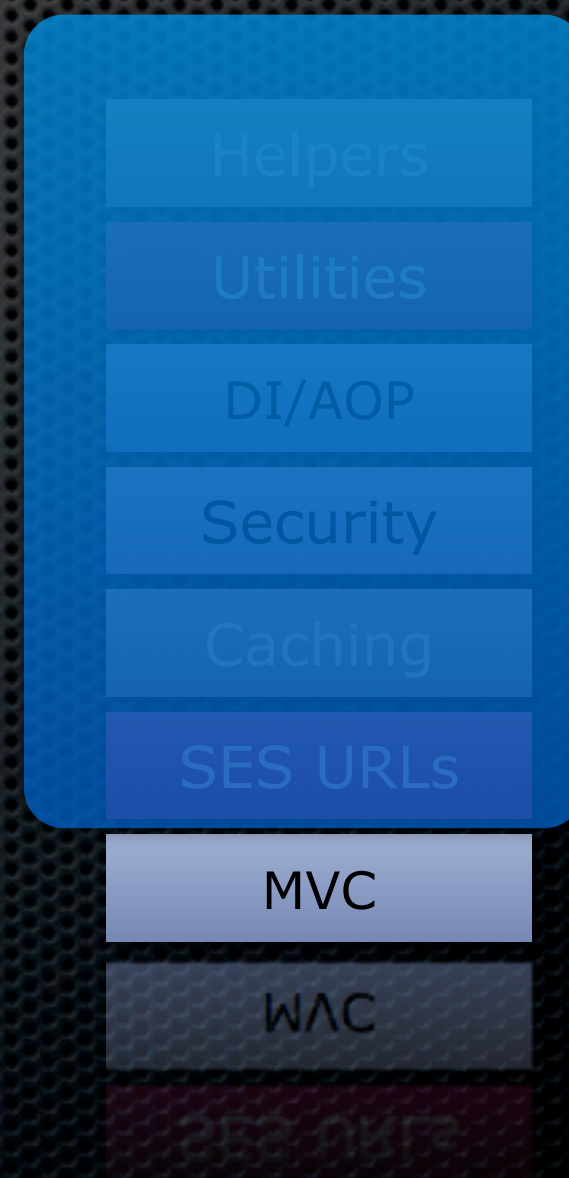 Helpers
Utilities
DI/AOP
Security
Caching
SES URLs
MVC